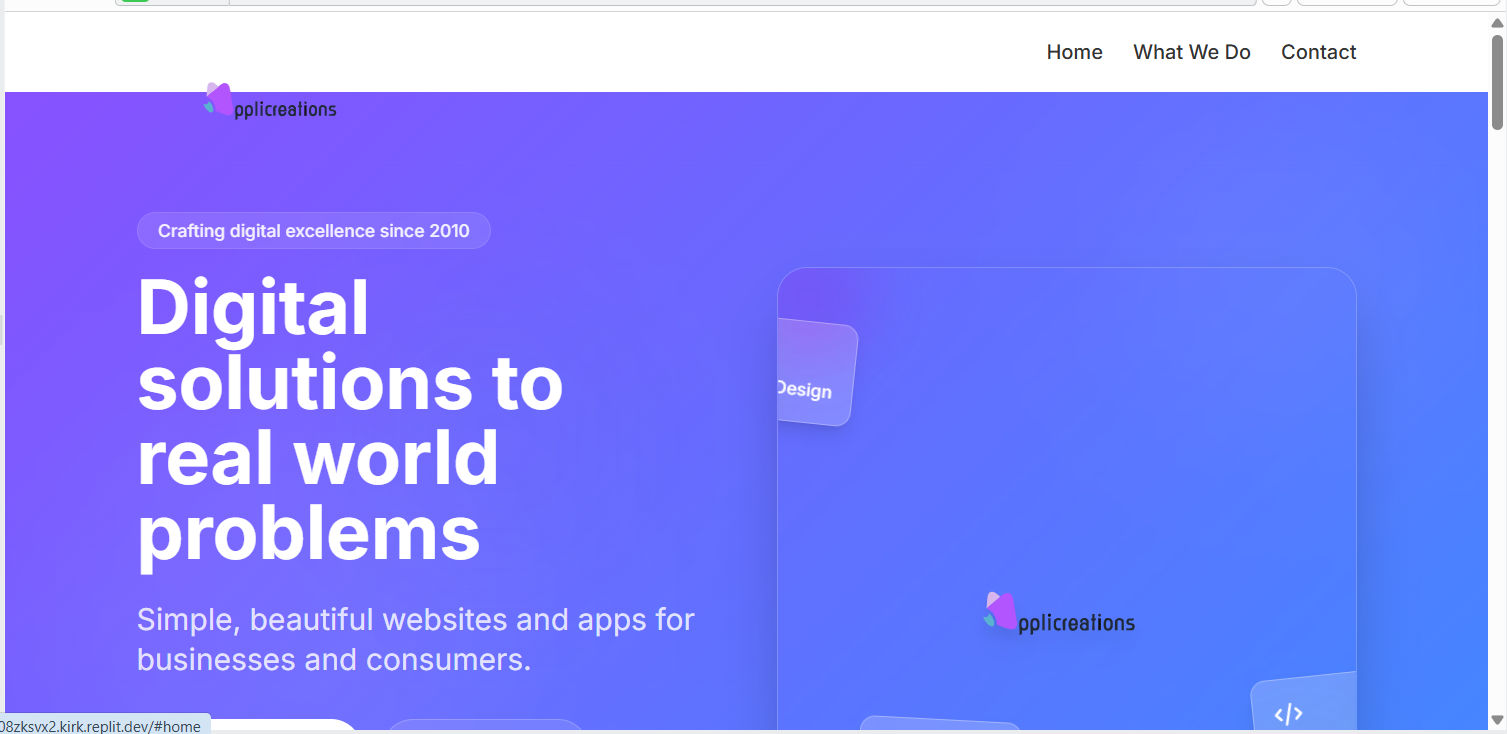 Home What We Do Contact
pplicreations
Crafting digital excellence since 2010
Digital
solutions to
real world
problems
Design
Simple, beautiful websites and apps for
businesses and consumers.
pplicreations
</>
08zksvx2.kirk.replit.dev/#home